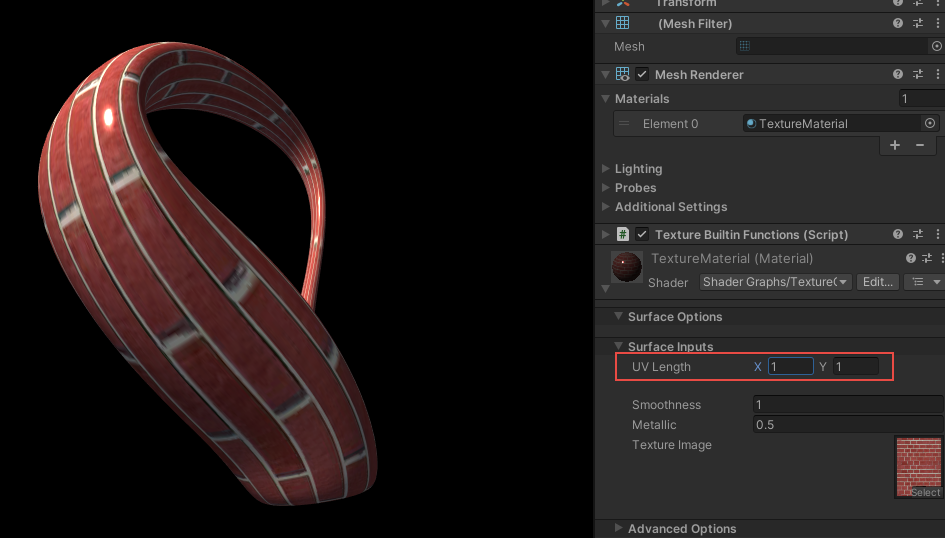 Transform
(Mesh Filter)
Mesh
Mesh Renderer
Materials 1
Element 0 TextureMaterial
+ −
Lighting
Probes
Additional Settings
# Texture Builtin Functions (Script)
TextureMaterial (Material)
Shader Shader Graphs/Texture Edit...
Surface Options
Surface Inputs
UV Length X 1 Y 1
Smoothness 1
Metallic 0.5
Texture Image
Select
Advanced Options